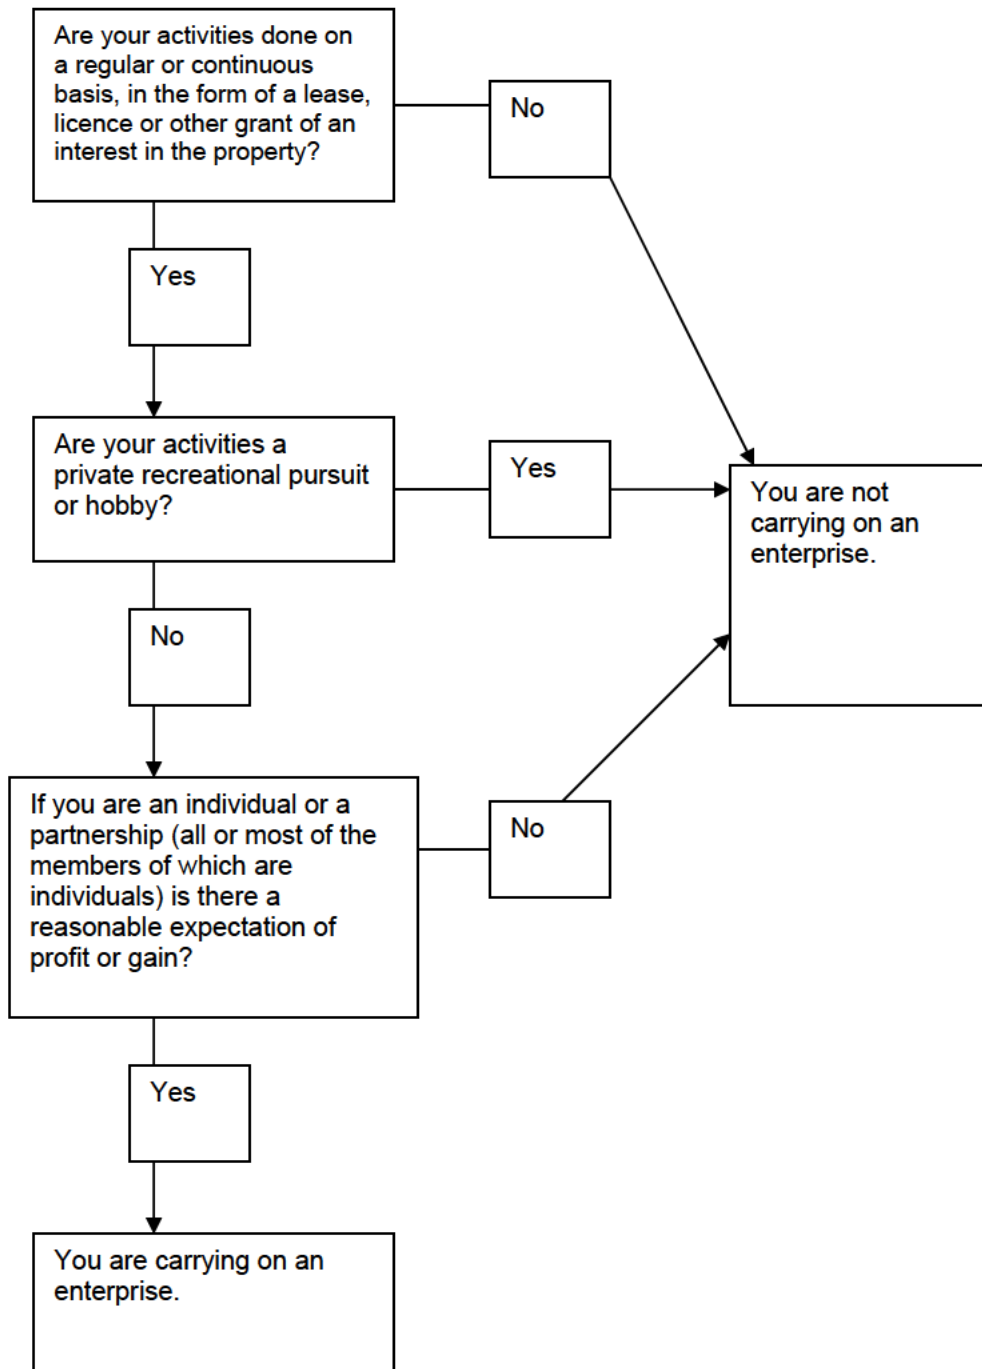 Are your activities done on
a regular or continuous
basis, in the form of a lease,
licence or other grant of an
interest in the property?
No
Yes
Are your activities a
private recreational pursuit
or hobby?
Yes
You are not
carrying on an
enterprise.
No
If you are an individual or a
partnership (all or most of the
members of which are
individuals) is there a
reasonable expectation of
profit or gain?
No
Yes
You are carrying on an
enterprise.